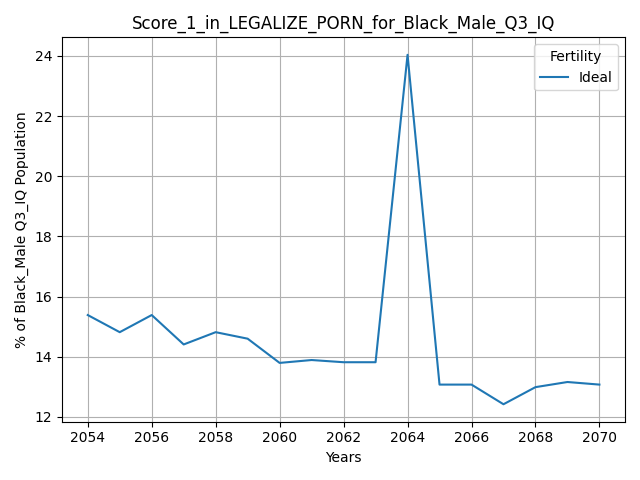 Score_1_in_LEGALIZE_PORN_for_Black_Male_Q3_IQ
Fertility
Ideal
% of Black_Male Q3_IQ Population
24
22
20
18
16
14
12
2054 2056 2058 2060 2062 2064 2066 2068 2070
Years